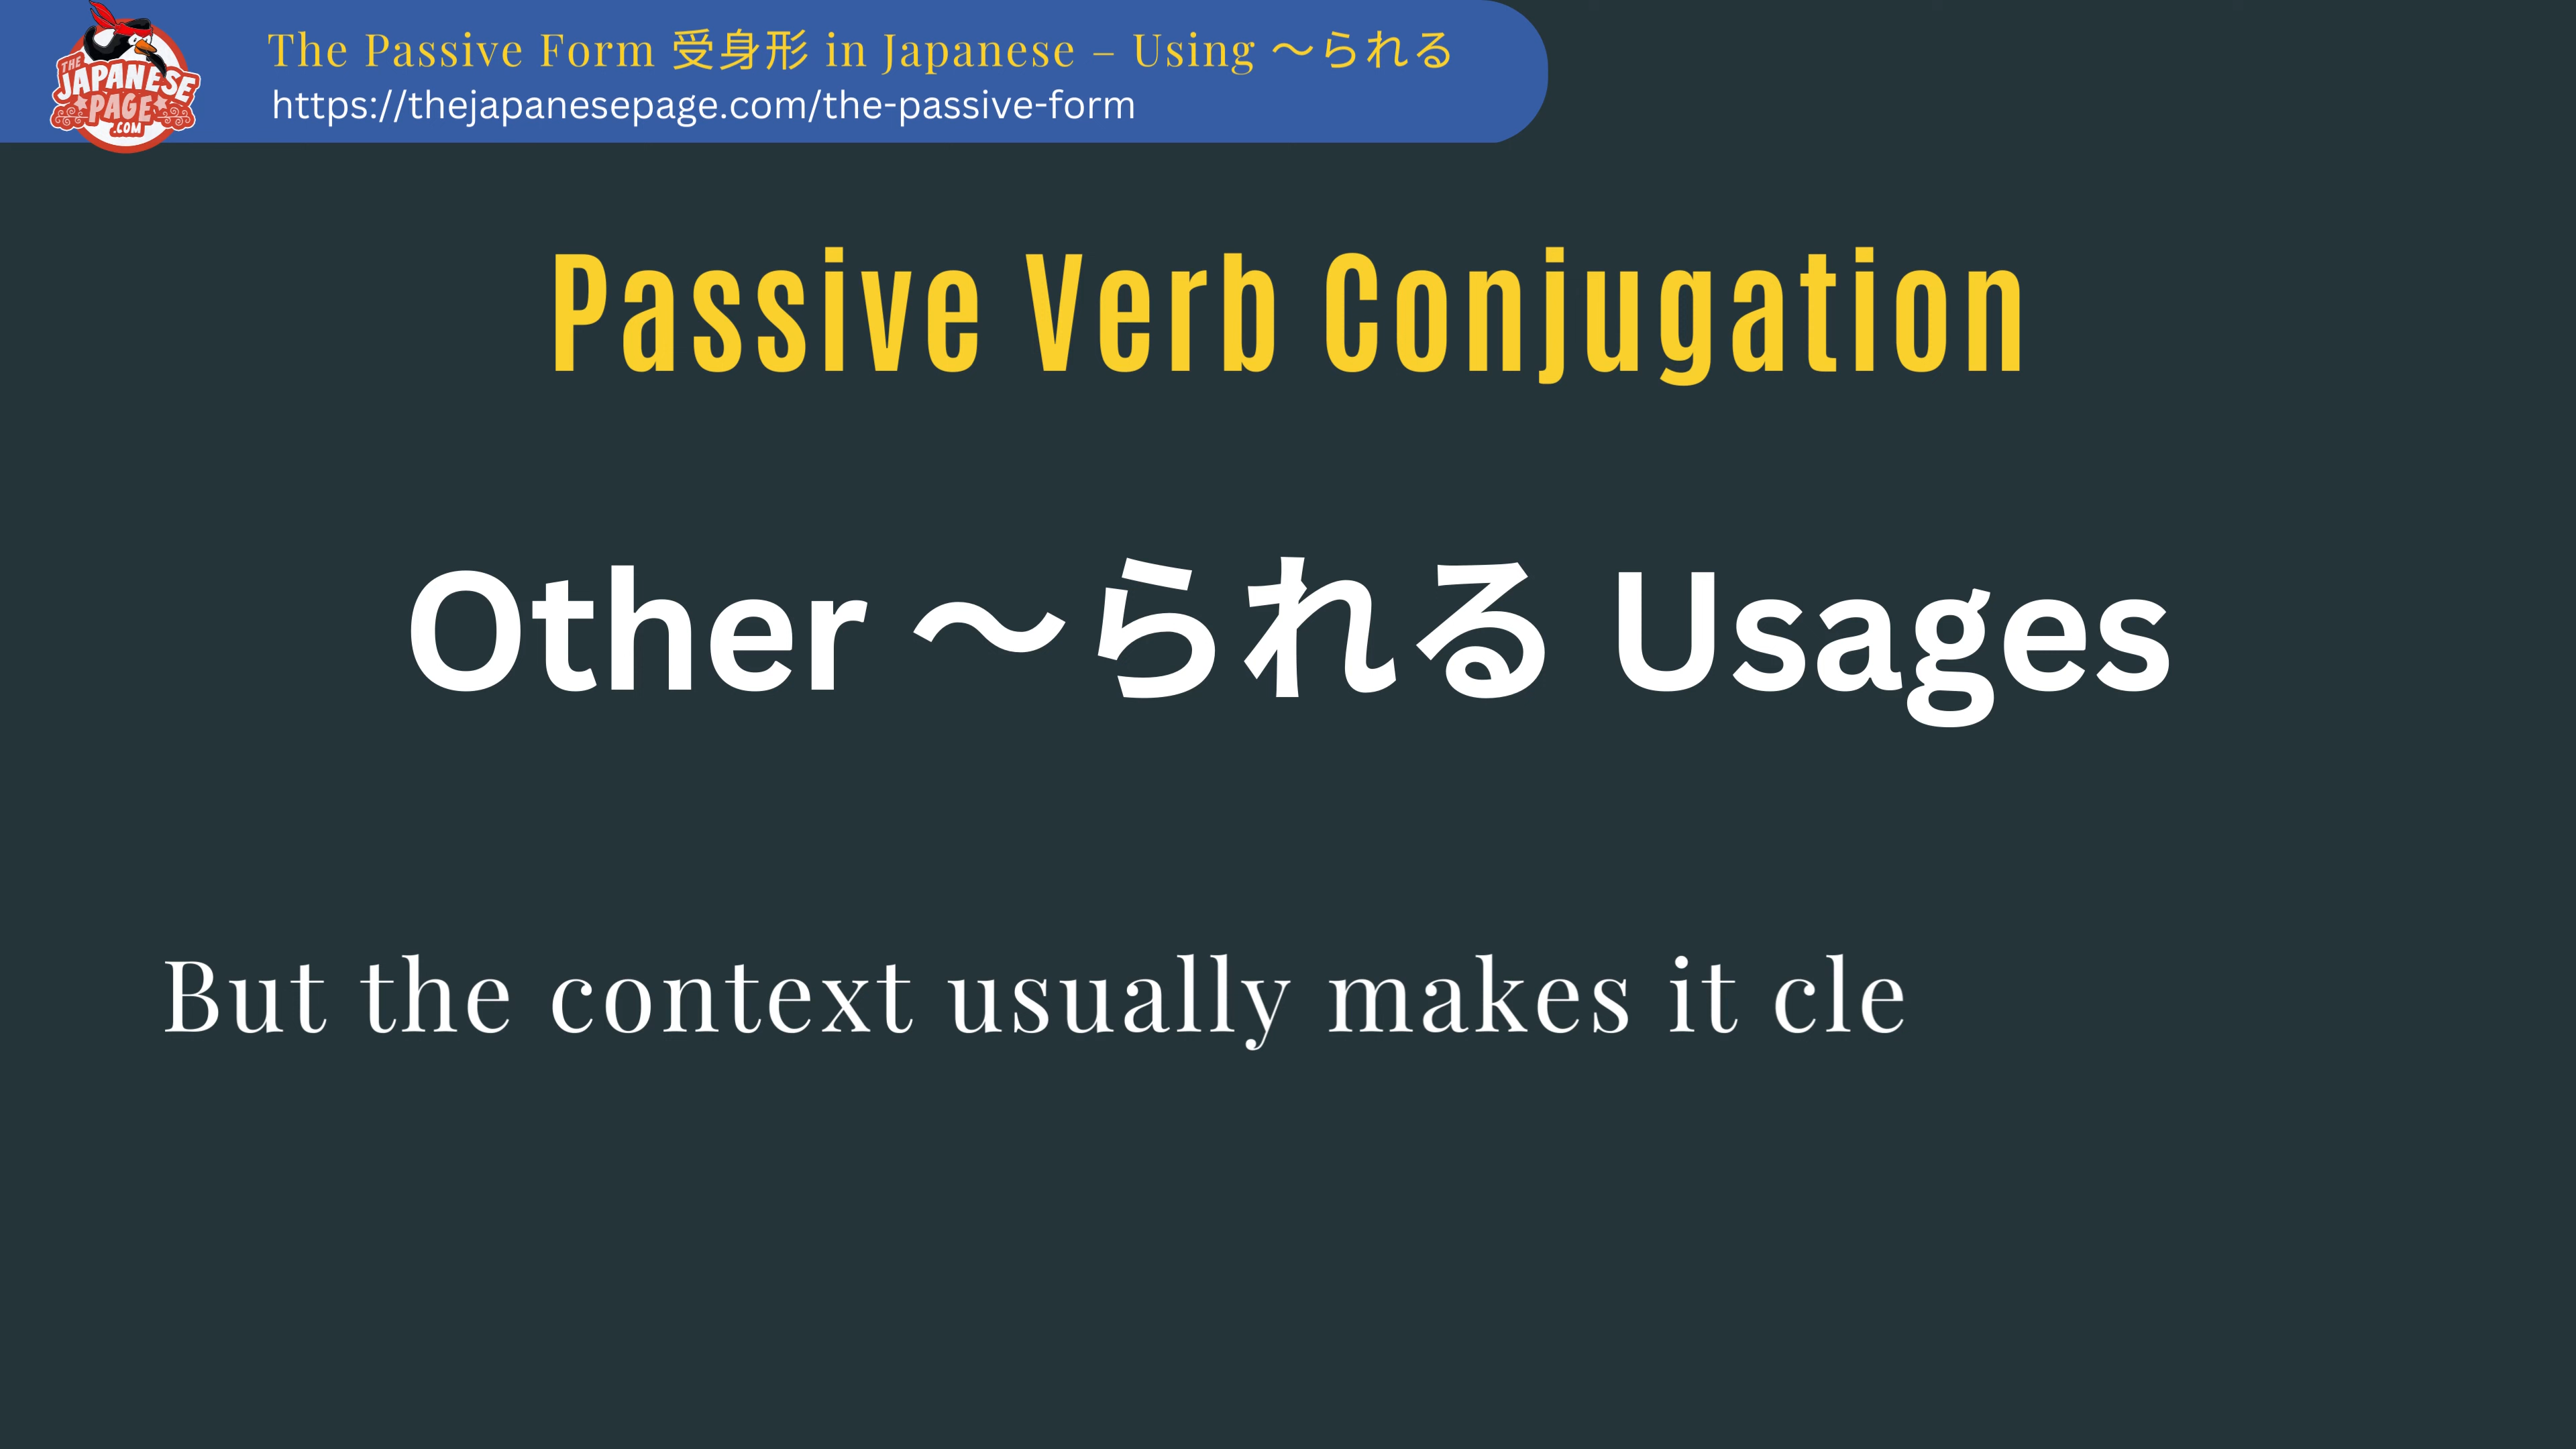 THE
JAPANESE
PAGE
.COM
The Passive Form 受身形 in Japanese – Using ～られる
https://thejapanesepage.com/the-passive-form
Passive Verb Conjugation
Other ～られる Usages
But the context usually makes it cle